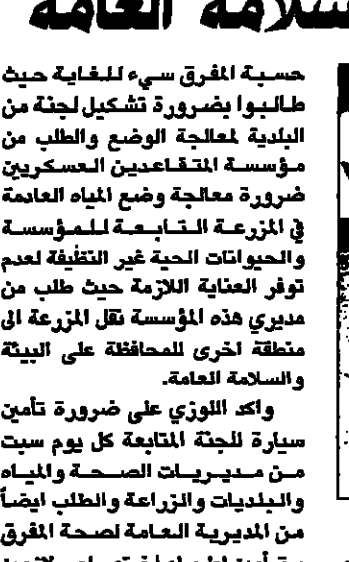 السلامة العامة
حسبة المفرق سيء للغاية حيث
طالبوا بضرورة تشكيل لجنة من
البلدية لمعالجة الوضع والطلب من
مؤسسة المتقاعدين العسكريين
ضرورة معالجة وضع المياه العادمة
في المزرعة التابعة للمؤسسة
والحيوانات الحية غير النظيفة لعدم
توفر العناية اللازمة حيث طلب من
مديري هذه المؤسسة نقل المزرعة الى
منطقة اخرى للمحافظة على البيئة
والسلامة العامة.
واكد اللوزي على ضرورة تأمين
سيارة للجنة المتابعة كل يوم سبت
من مديريات الصحة والمياه
والبلديات والزراعة والطلب ايضاً
من المديرية العامة لصحة المفرق